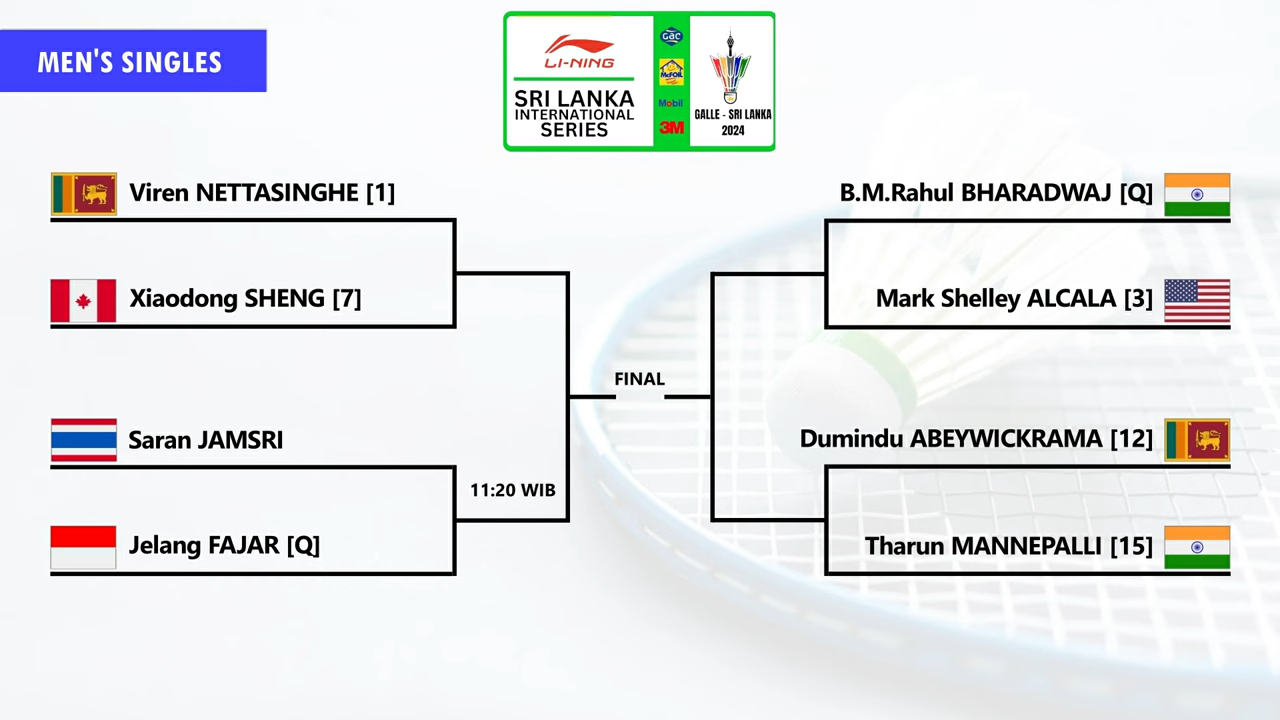 MEN'S SINGLES
LI-NING
SRI LANKA
INTERNATIONAL
SERIES
GAC
McFOIL
Mobil
3M
GALLE - SRI LANKA
2024
Viren NETTASINGHE [1]
Xiaodong SHENG [7]
Saran JAMSRI
Jelang FAJAR [Q]
11:20 WIB
FINAL
B.M.Rahul BHARADWAJ [Q]
Mark Shelley ALCALA [3]
Dumindu ABEYWICKRAMA [12]
Tharun MANNEPALLI [15]